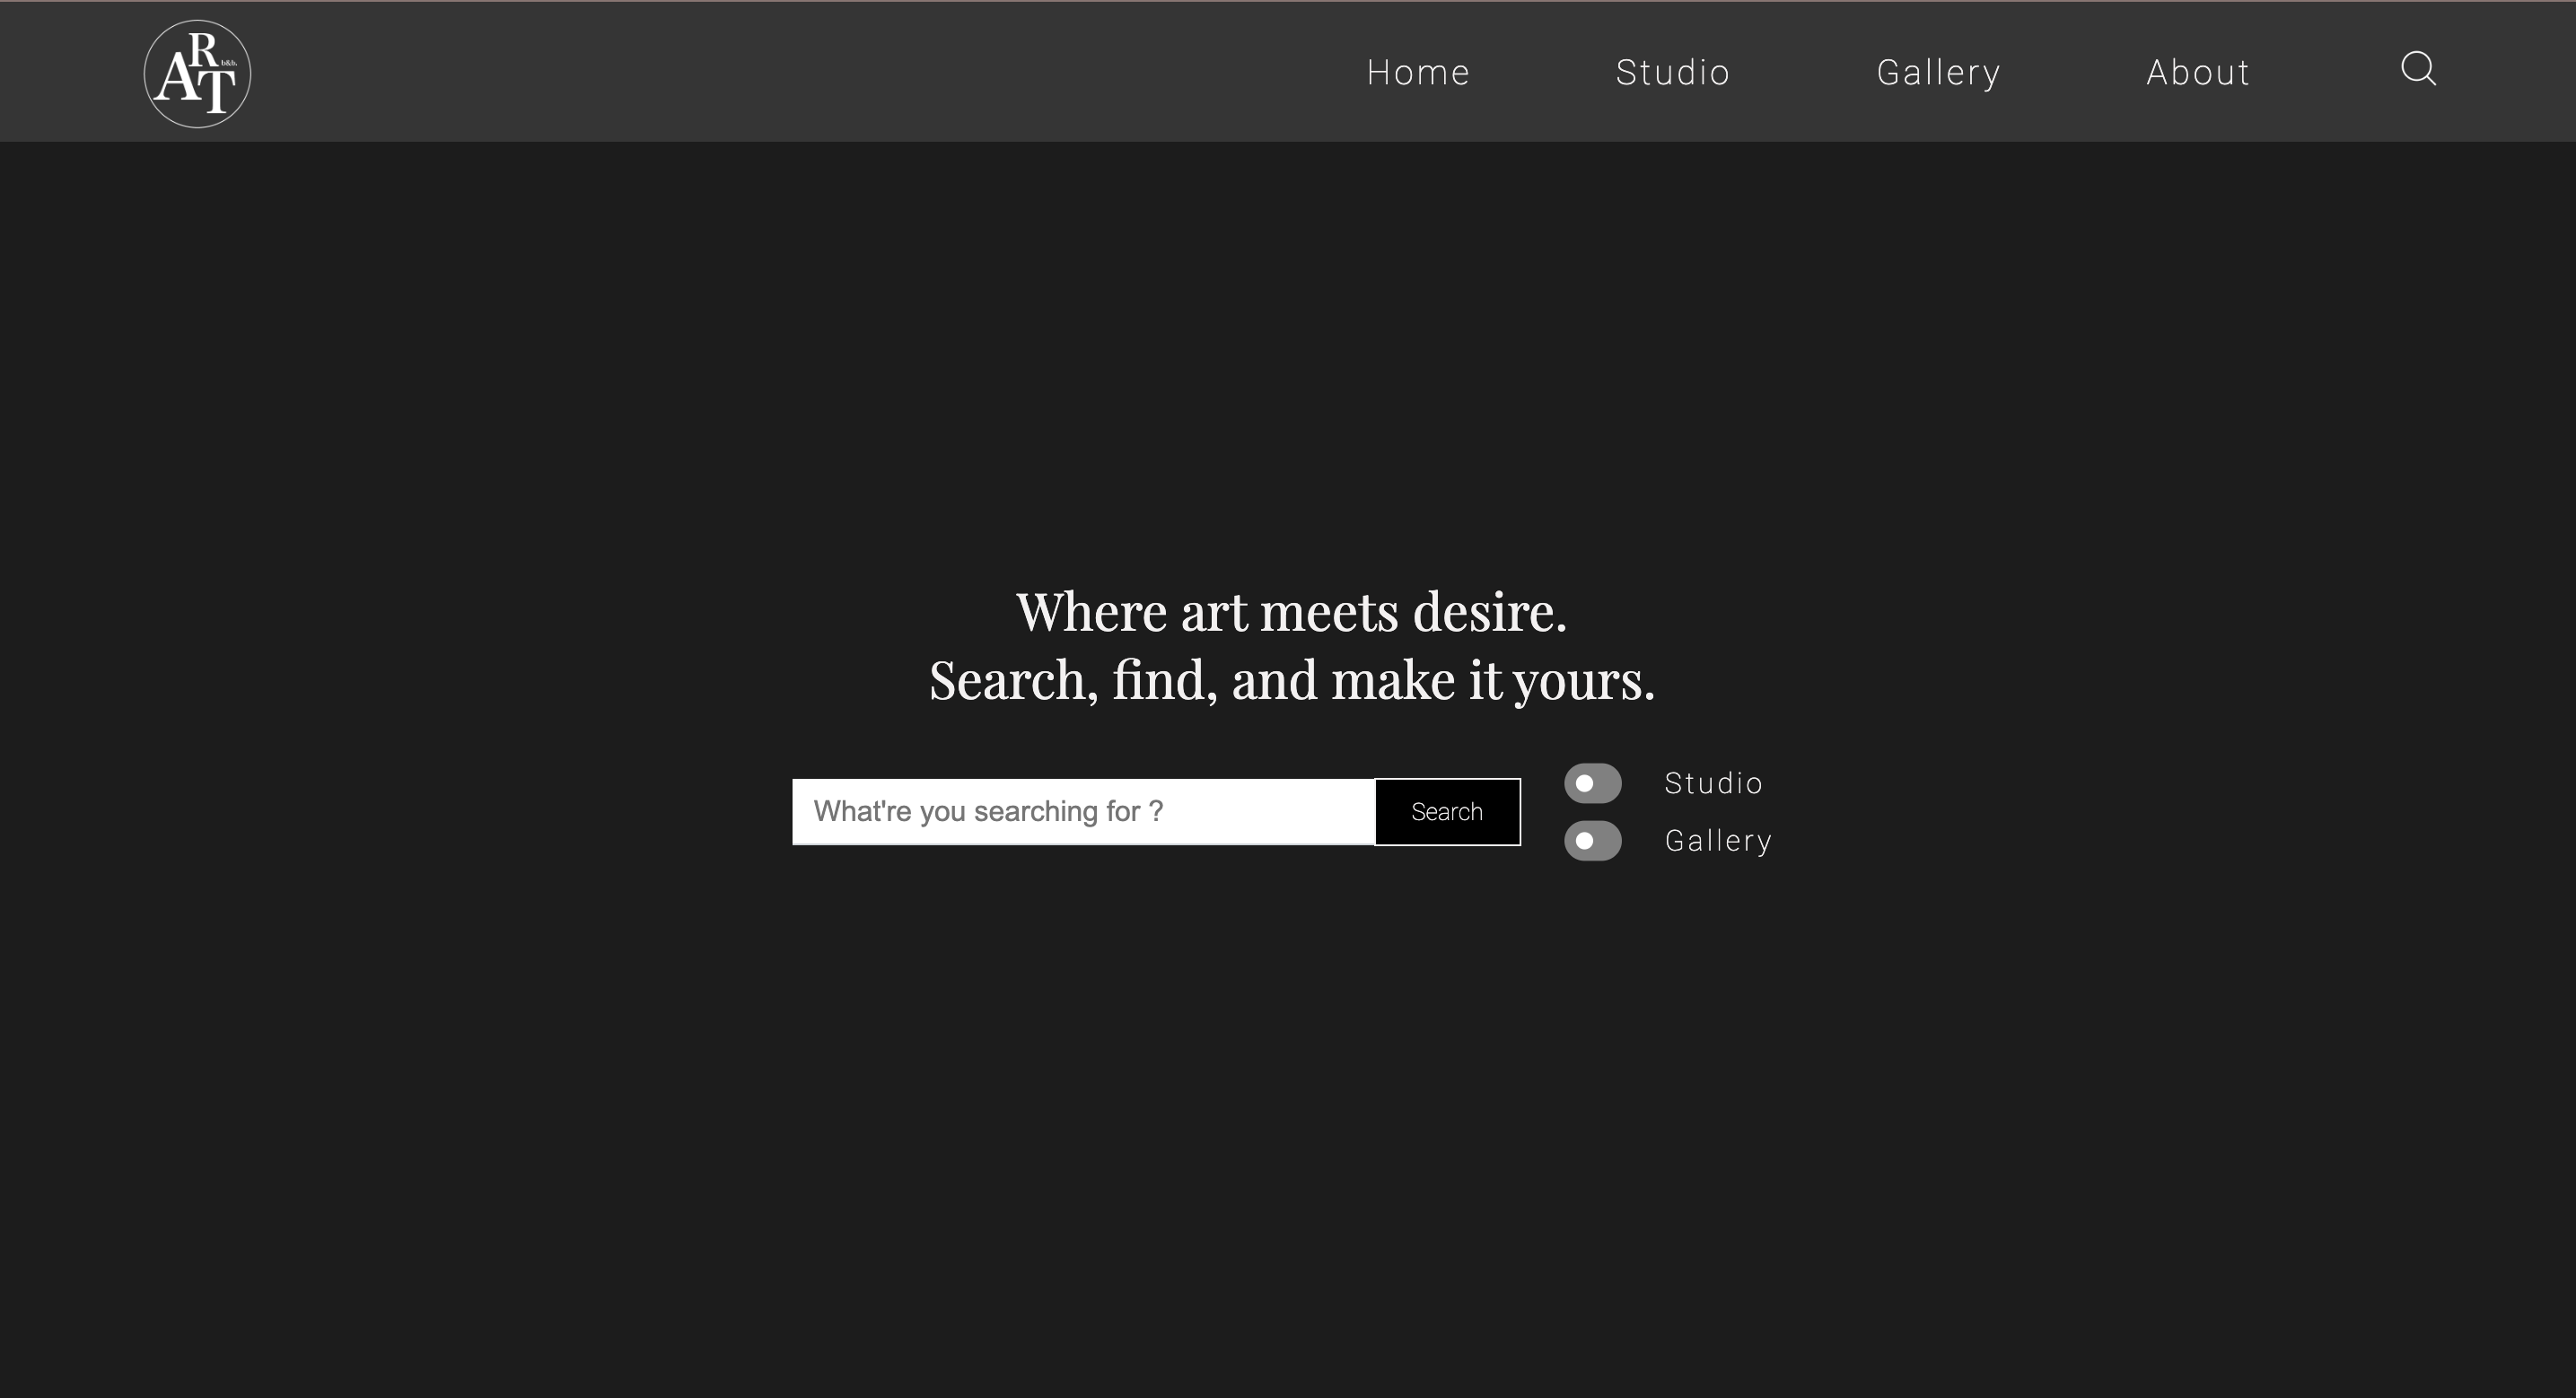 ART b&b.
Home Studio Gallery About
Where art meets desire.
Search, find, and make it yours.
What're you searching for ? Search
Studio
Gallery